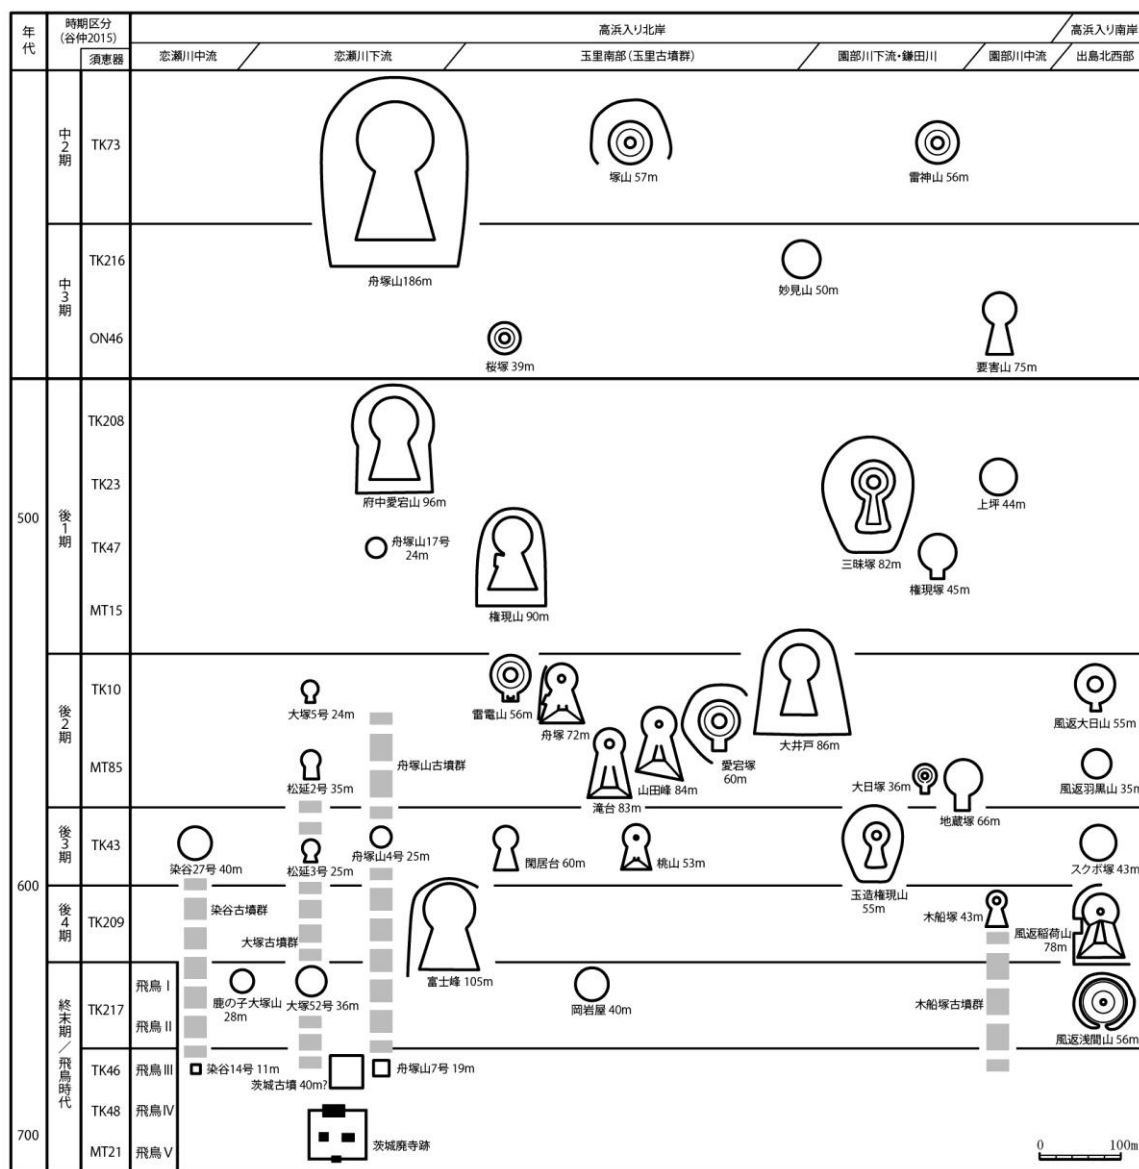 年代
時期区分
(谷仲2015)
須恵器
高浜入り北岸
高浜入り南岸
恋瀬川中流
恋瀬川下流
玉里南部(玉里古墳群)
園部川下流・鎌田川
園部川中流
出島北西部
中2期
TK73
舟塚山186m
塚山 57m
雷神山 56m
中3期
TK216
妙見山 50m
ON46
桜塚 39m
要害山 75m
500
後1期
TK208
府中愛宕山 96m
TK23
三昧塚 82m
上坪 44m
TK47
舟塚山17号
24m
権現塚 45m
MT15
権現山 90m
後2期
TK10
大塚5号 24m
雷電山 56m
舟塚 72m
大井戸 86m
風返大日山 55m
MT85
松延2号 35m
舟塚山古墳群
滝台 83m
山田峰 84m
愛宕塚
60m
大日塚 36m
地蔵塚 66m
風返羽黒山 35m
600
後3期
TK43
染谷27号 40m
松延3号 25m
舟塚山4号 25m
閑居台 60m
桃山 53m
玉造権現山
55m
スクボ塚 43m
後4期
TK209
染谷古墳群
大塚古墳群
富士峰 105m
木船塚 43m
風返稲荷山
78m
終末期/飛鳥時代
TK217
飛鳥Ⅰ
飛鳥Ⅱ
鹿の子大塚山
28m
大塚52号 36m
岡岩屋 40m
木船塚古墳群
風返浅間山 56m
TK46
飛鳥Ⅲ
染谷14号 11m
茨城古墳 40m?
舟塚山7号 19m
TK48
飛鳥Ⅳ
700
MT21
飛鳥Ⅴ
茨城廃寺跡
0
100m